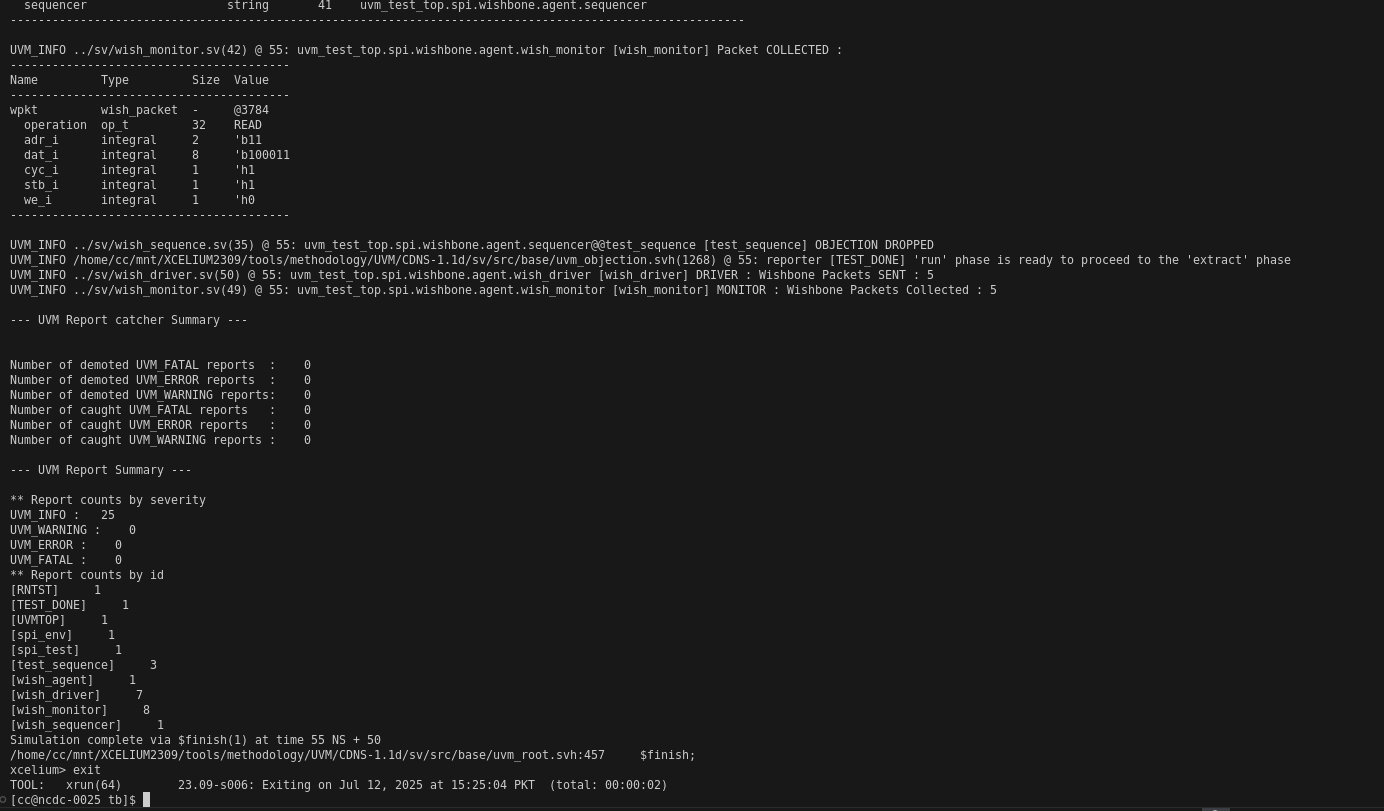 sequencer                    string       41    uvm_test_top.spi.wishbone.agent.sequencer
---------------------------------------------------------------------------------------------------------

UVM_INFO ../sv/wish_monitor.sv(42) @ 55: uvm_test_top.spi.wishbone.agent.wish_monitor [wish_monitor] Packet COLLECTED :
----------------------------------------
Name         Type          Size  Value
----------------------------------------
wpkt         wish_packet  -     @3784
  operation  op_t         32    READ
  adr_i      integral     2     'b11
  dat_i      integral     8     'b100011
  cyc_i      integral     1     'h1
  stb_i      integral     1     'h1
  we_i       integral     1     'h0
----------------------------------------

UVM_INFO ../sv/wish_sequence.sv(35) @ 55: uvm_test_top.spi.wishbone.agent.sequencer@@test_sequence [test_sequence] OBJECTION DROPPED
UVM_INFO /home/cc/mnt/XCELIUM2309/tools/methodology/UVM/CDNS-1.1d/sv/src/base/uvm_objection.svh(1268) @ 55: reporter [TEST_DONE] 'run' phase is ready to proceed to the 'extract' phase
UVM_INFO ../sv/wish_driver.sv(50) @ 55: uvm_test_top.spi.wishbone.agent.wish_driver [wish_driver] DRIVER : Wishbone Packets SENT : 5
UVM_INFO ../sv/wish_monitor.sv(49) @ 55: uvm_test_top.spi.wishbone.agent.wish_monitor [wish_monitor] MONITOR : Wishbone Packets Collected : 5

--- UVM Report catcher Summary ---


Number of demoted UVM_FATAL reports  :    0
Number of demoted UVM_ERROR reports  :    0
Number of demoted UVM_WARNING reports:    0
Number of caught UVM_FATAL reports   :    0
Number of caught UVM_ERROR reports   :    0
Number of caught UVM_WARNING reports :    0

--- UVM Report Summary ---

** Report counts by severity
UVM_INFO :   25
UVM_WARNING :    0
UVM_ERROR :    0
UVM_FATAL :    0
** Report counts by id
[RNTST]     1
[TEST_DONE]     1
[UVMTOP]     1
[spi_env]     1
[spi_test]     1
[test_sequence]     3
[wish_agent]     1
[wish_driver]     7
[wish_monitor]     8
[wish_sequencer]     1
Simulation complete via $finish(1) at time 55 NS + 50
/home/cc/mnt/XCELIUM2309/tools/methodology/UVM/CDNS-1.1d/sv/src/base/uvm_root.svh:457     $finish;
xcelium> exit
TOOL:   xrun(64)        23.09-s006: Exiting on Jul 12, 2025 at 15:25:04 PKT  (total: 00:00:02)
[cc@ncdc-0025 tb]$